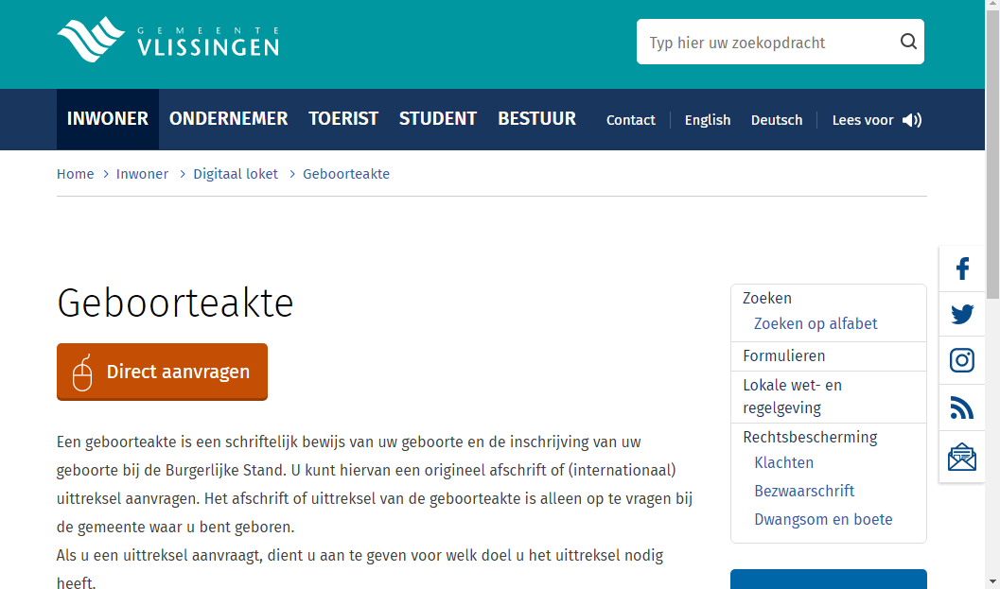 GEMEENTE
VLISSINGEN
Typ hier uw zoekopdracht
INWONER ONDERNEMER TOERIST STUDENT BESTUUR Contact English Deutsch Lees voor
Home > Inwoner > Digitaal loket > Geboorteakte
Geboorteakte
Direct aanvragen
Een geboorteakte is een schriftelijk bewijs van uw geboorte en de inschrijving van uw
geboorte bij de Burgerlijke Stand. U kunt hiervan een origineel afschrift of (internationaal)
uittreksel aanvragen. Het afschrift of uittreksel van de geboorteakte is alleen op te vragen bij
de gemeente waar u bent geboren.
Als u een uittreksel aanvraagt, dient u aan te geven voor welk doel u het uittreksel nodig
heeft.
Zoeken
Zoeken op alfabet
Formulieren
Lokale wet- en
regelgeving
Rechtsbescherming
Klachten
Bezwaarschrift
Dwangsom en boete